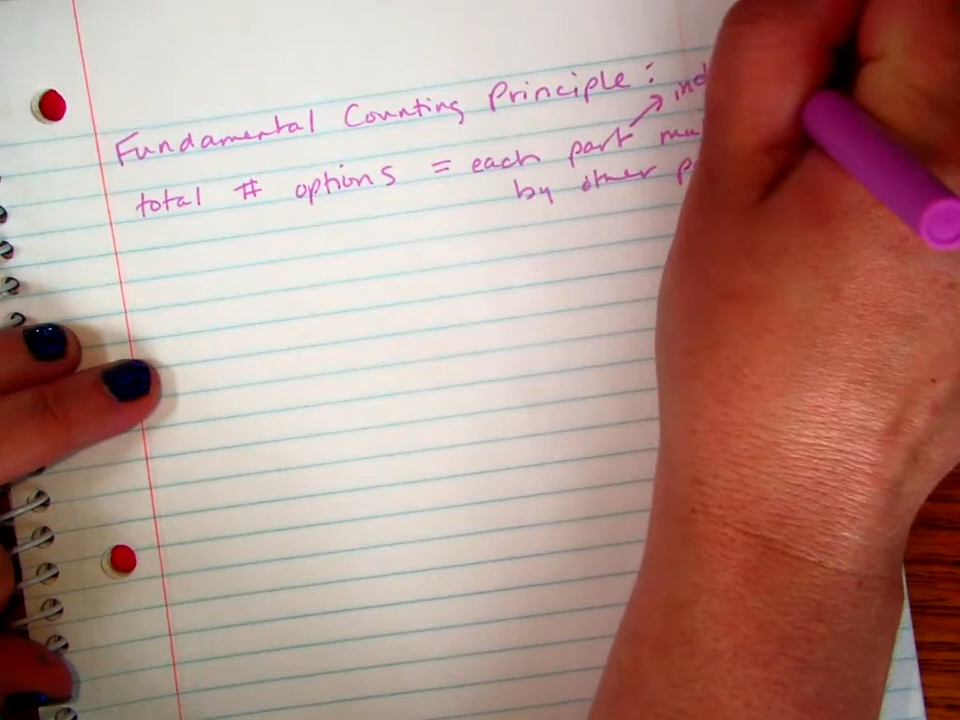 Fundamental Counting Principle:
total # options = each part
by other